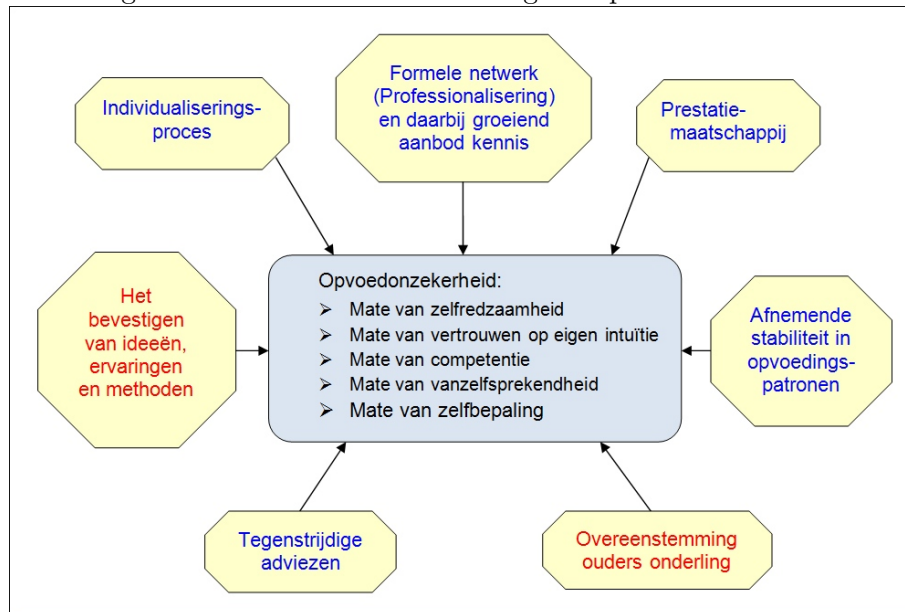 Formele netwerk
(Professionalisering)
en daarbij groeiend
aanbod kennis
Individualiserings-
proces
Prestatie-
maatschappij
Het
bevestigen
van ideeën,
ervaringen
en methoden
Opvoedonzekerheid:
➢ Mate van zelfredzaamheid
➢ Mate van vertrouwen op eigen intuïtie
➢ Mate van competentie
➢ Mate van vanzelfsprekendheid
➢ Mate van zelfbepaling
Afnemende
stabiliteit in
opvoedings-
patronen
Tegenstrijdige
adviezen
Overeenstemming
ouders onderling